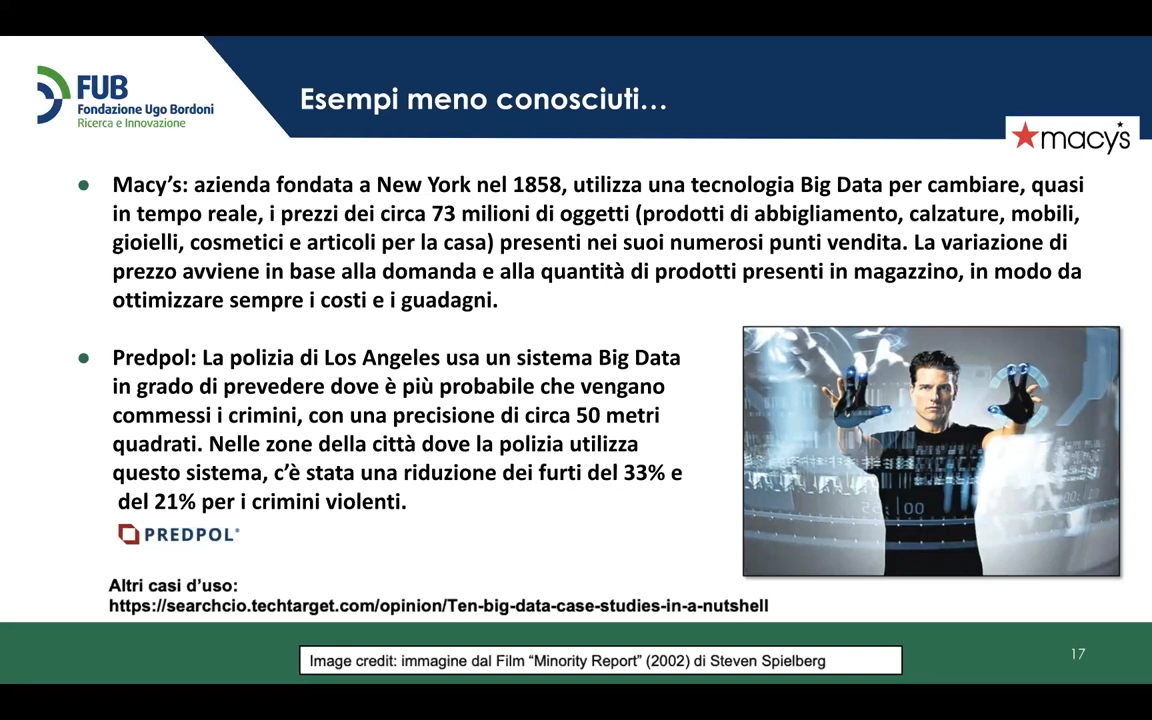 FUB
Fondazione Ugo Bordoni
Ricerca e Innovazione
Esempi meno conosciuti…
macy's
Macy’s: azienda fondata a New York nel 1858, utilizza una tecnologia Big Data per cambiare, quasi
in tempo reale, i prezzi dei circa 73 milioni di oggetti (prodotti di abbigliamento, calzature, mobili,
gioielli, cosmetici e articoli per la casa) presenti nei suoi numerosi punti vendita. La variazione di
prezzo avviene in base alla domanda e alla quantità di prodotti presenti in magazzino, in modo da
ottimizzare sempre i costi e i guadagni.
Predpol: La polizia di Los Angeles usa un sistema Big Data
in grado di prevedere dove è più probabile che vengano
commessi i crimini, con una precisione di circa 50 metri
quadrati. Nelle zone della città dove la polizia utilizza
questo sistema, c’è stata una riduzione dei furti del 33% e
del 21% per i crimini violenti.
PREDPOL®
Altri casi d’uso:
https://searchcio.techtarget.com/opinion/Ten-big-data-case-studies-in-a-nutshell
Image credit: immagine dal Film “Minority Report” (2002) di Steven Spielberg
17